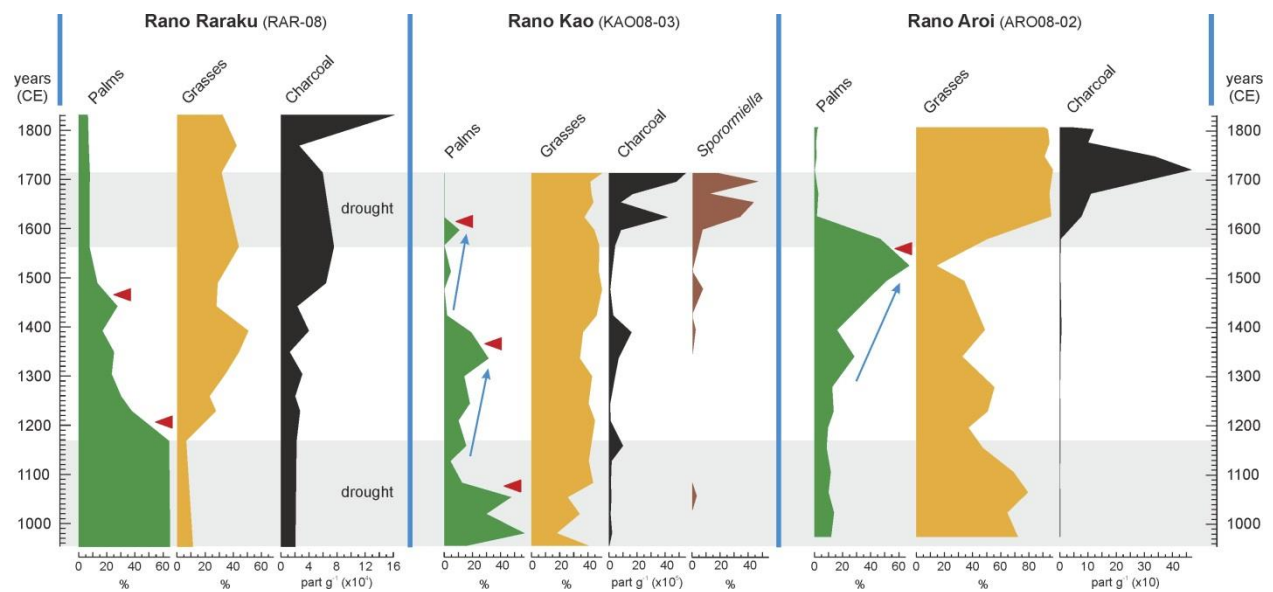 Rano Raraku (RAR-08)
Rano Kao (KAO08-03)
Rano Aroi (ARO08-02)
years
(CE)
Palms
Grasses
Charcoal
Palms
Grasses
Charcoal
Sporormiella
Palms
Grasses
Charcoal
years
(CE)
1800
1700
1600
1500
1400
1300
1200
1100
1000
drought
drought
1800
1700
1600
1500
1400
1300
1200
1100
1000
0 20 40 60
0 20 40 60
0 4 8 12 16
0 20 40
0 20 40
0 20 40
0 20 40
0 20 40 60
0 20 40 60 80
0 20 40
%
%
part g⁻¹ (x10⁴)
%
%
part g⁻¹ (x10⁵)
%
%
%
part g⁻¹ (x10)